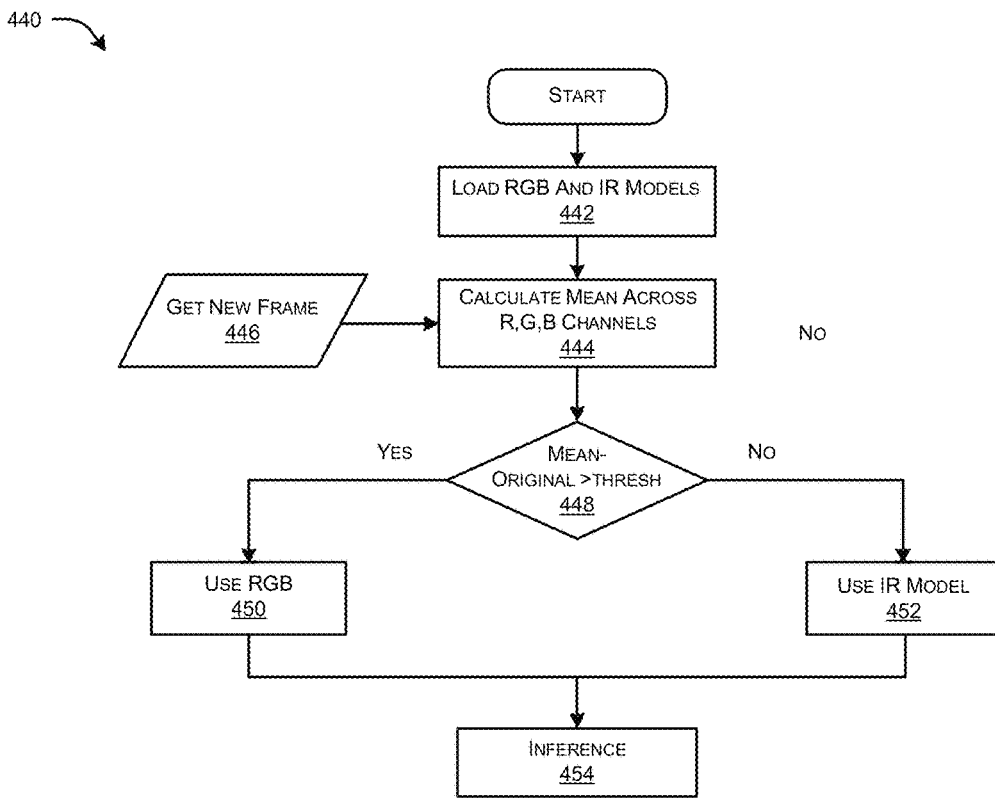 440
START
LOAD RGB AND IR MODELS
442
GET NEW FRAME
446
CALCULATE MEAN ACROSS
R,G,B CHANNELS
444
NO
YES
MEAN-
ORIGINAL >THRESH
448
NO
USE RGB
450
USE IR MODEL
452
INFERENCE
454